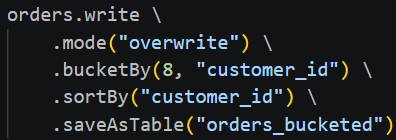 orders.write \
    .mode("overwrite") \
    .bucketBy(8, "customer_id") \
    .sortBy("customer_id") \
    .saveAsTable("orders_bucketed")